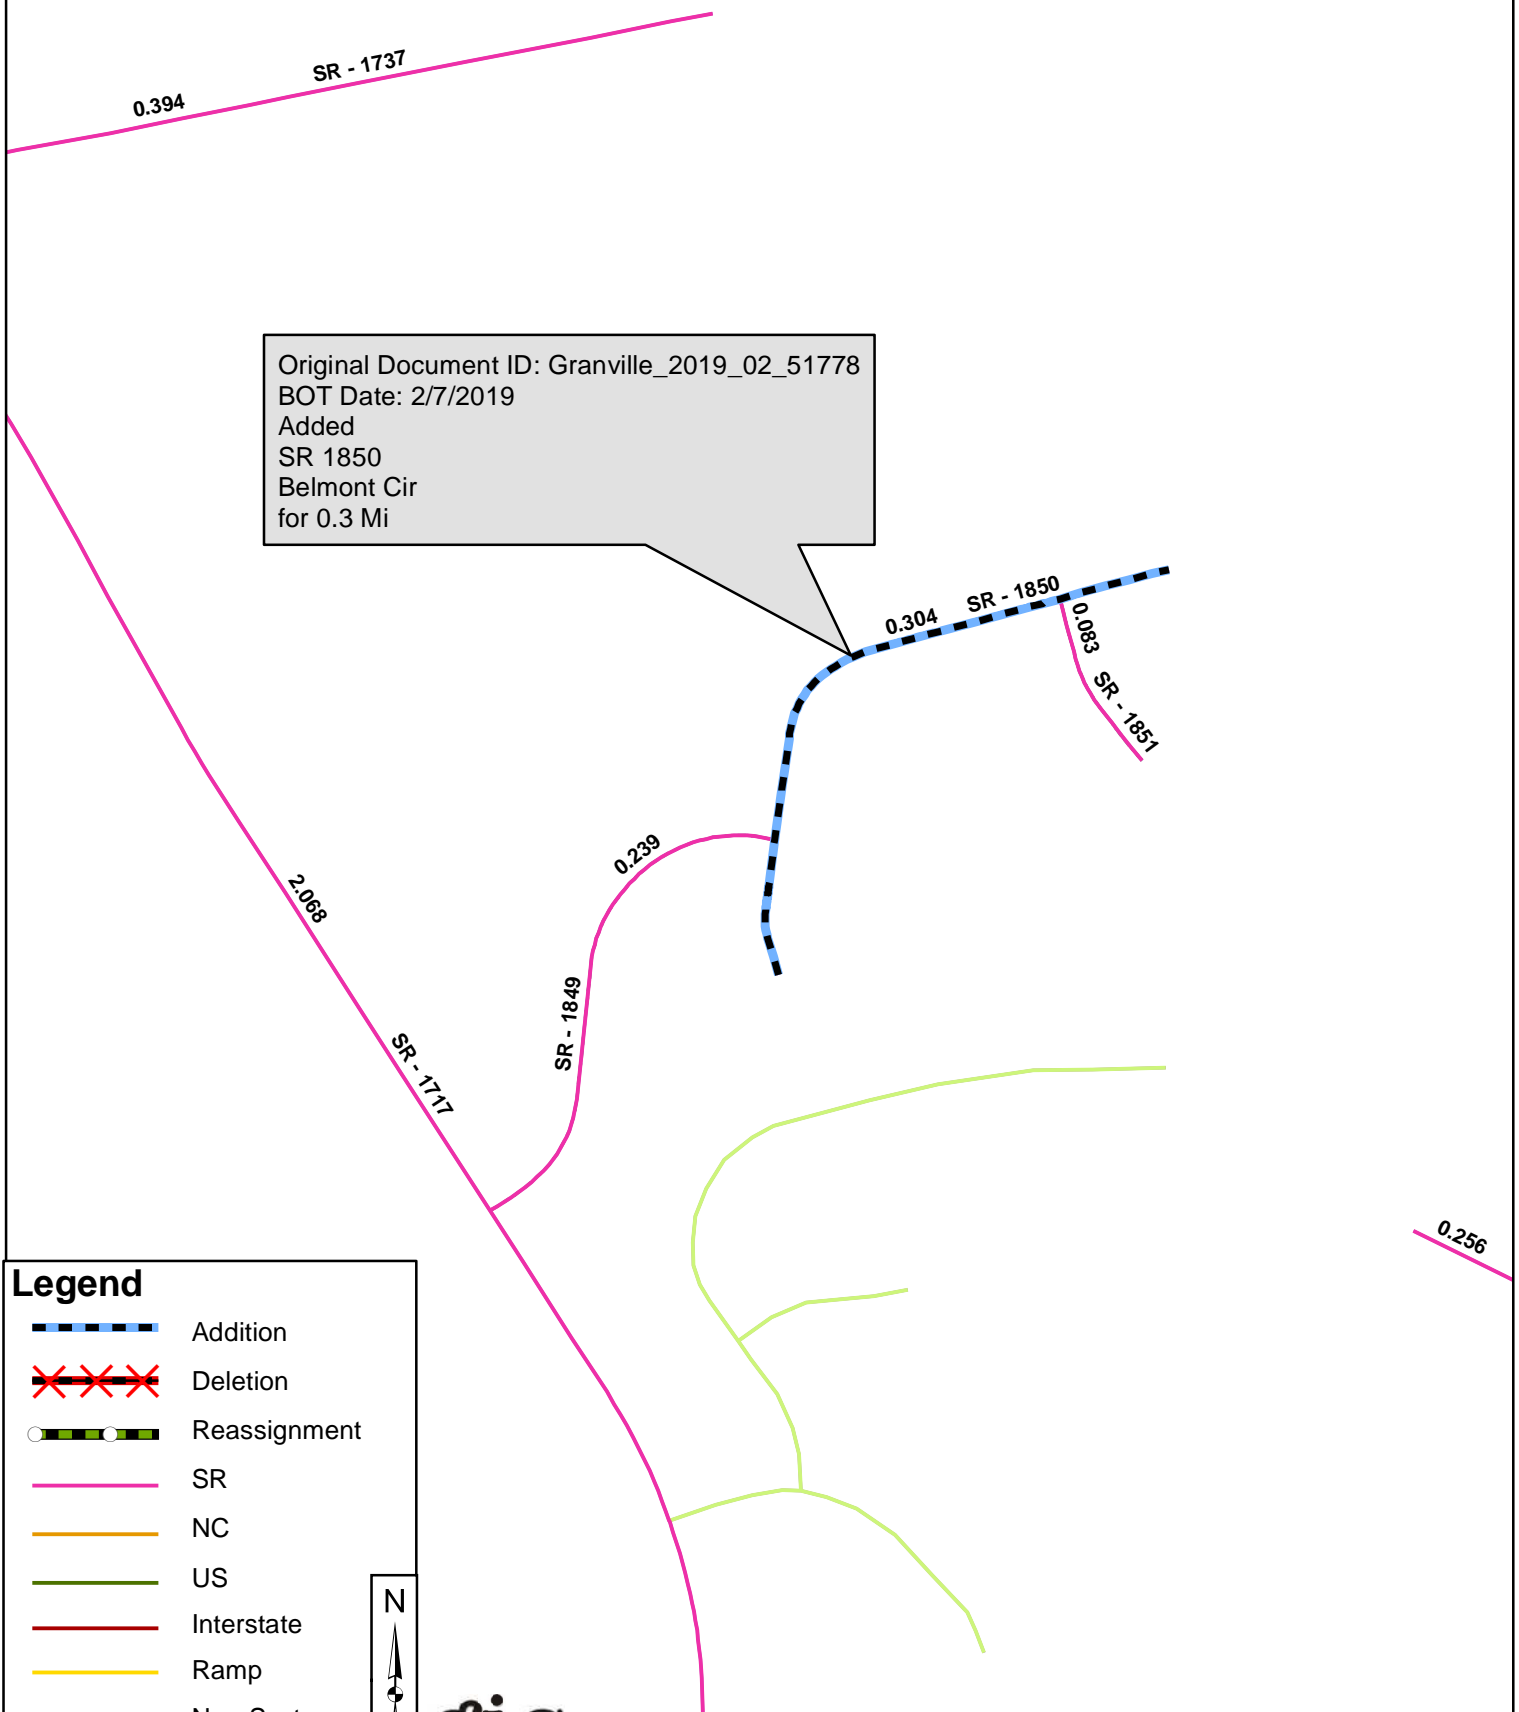 SR - 1737
0.394
Original Document ID: Granville_2019_02_51778
BOT Date: 2/7/2019
Added
SR 1850
Belmont Cir
for 0.3 Mi
SR - 1850
0.304
0.083
SR - 1851
0.239
2.068
SR - 1849
SR - 1717
0.256
Legend
Addition
Deletion
Reassignment
SR
NC
US
N
Interstate
Ramp